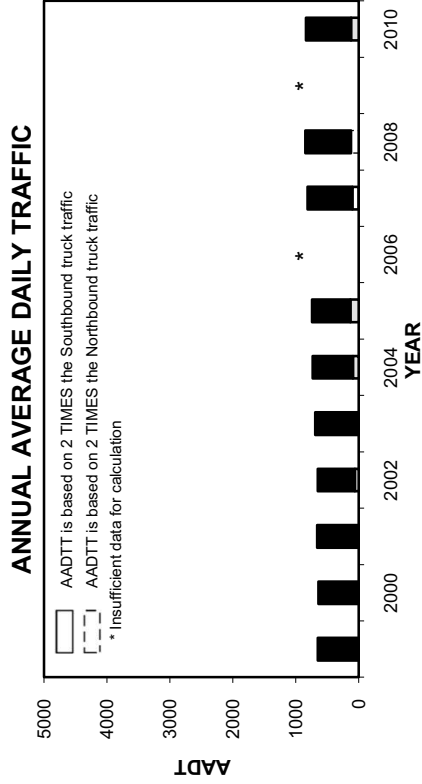 ANNUAL AVERAGE DAILY TRAFFIC
AADTT is based on 2 TIMES the Southbound truck traffic
AADTT is based on 2 TIMES the Northbound truck traffic
* Insufficient data for calculation
5000
4000
3000
2000
1000
0
AADT
*
*
2000
2002
2004
2006
2008
2010
YEAR